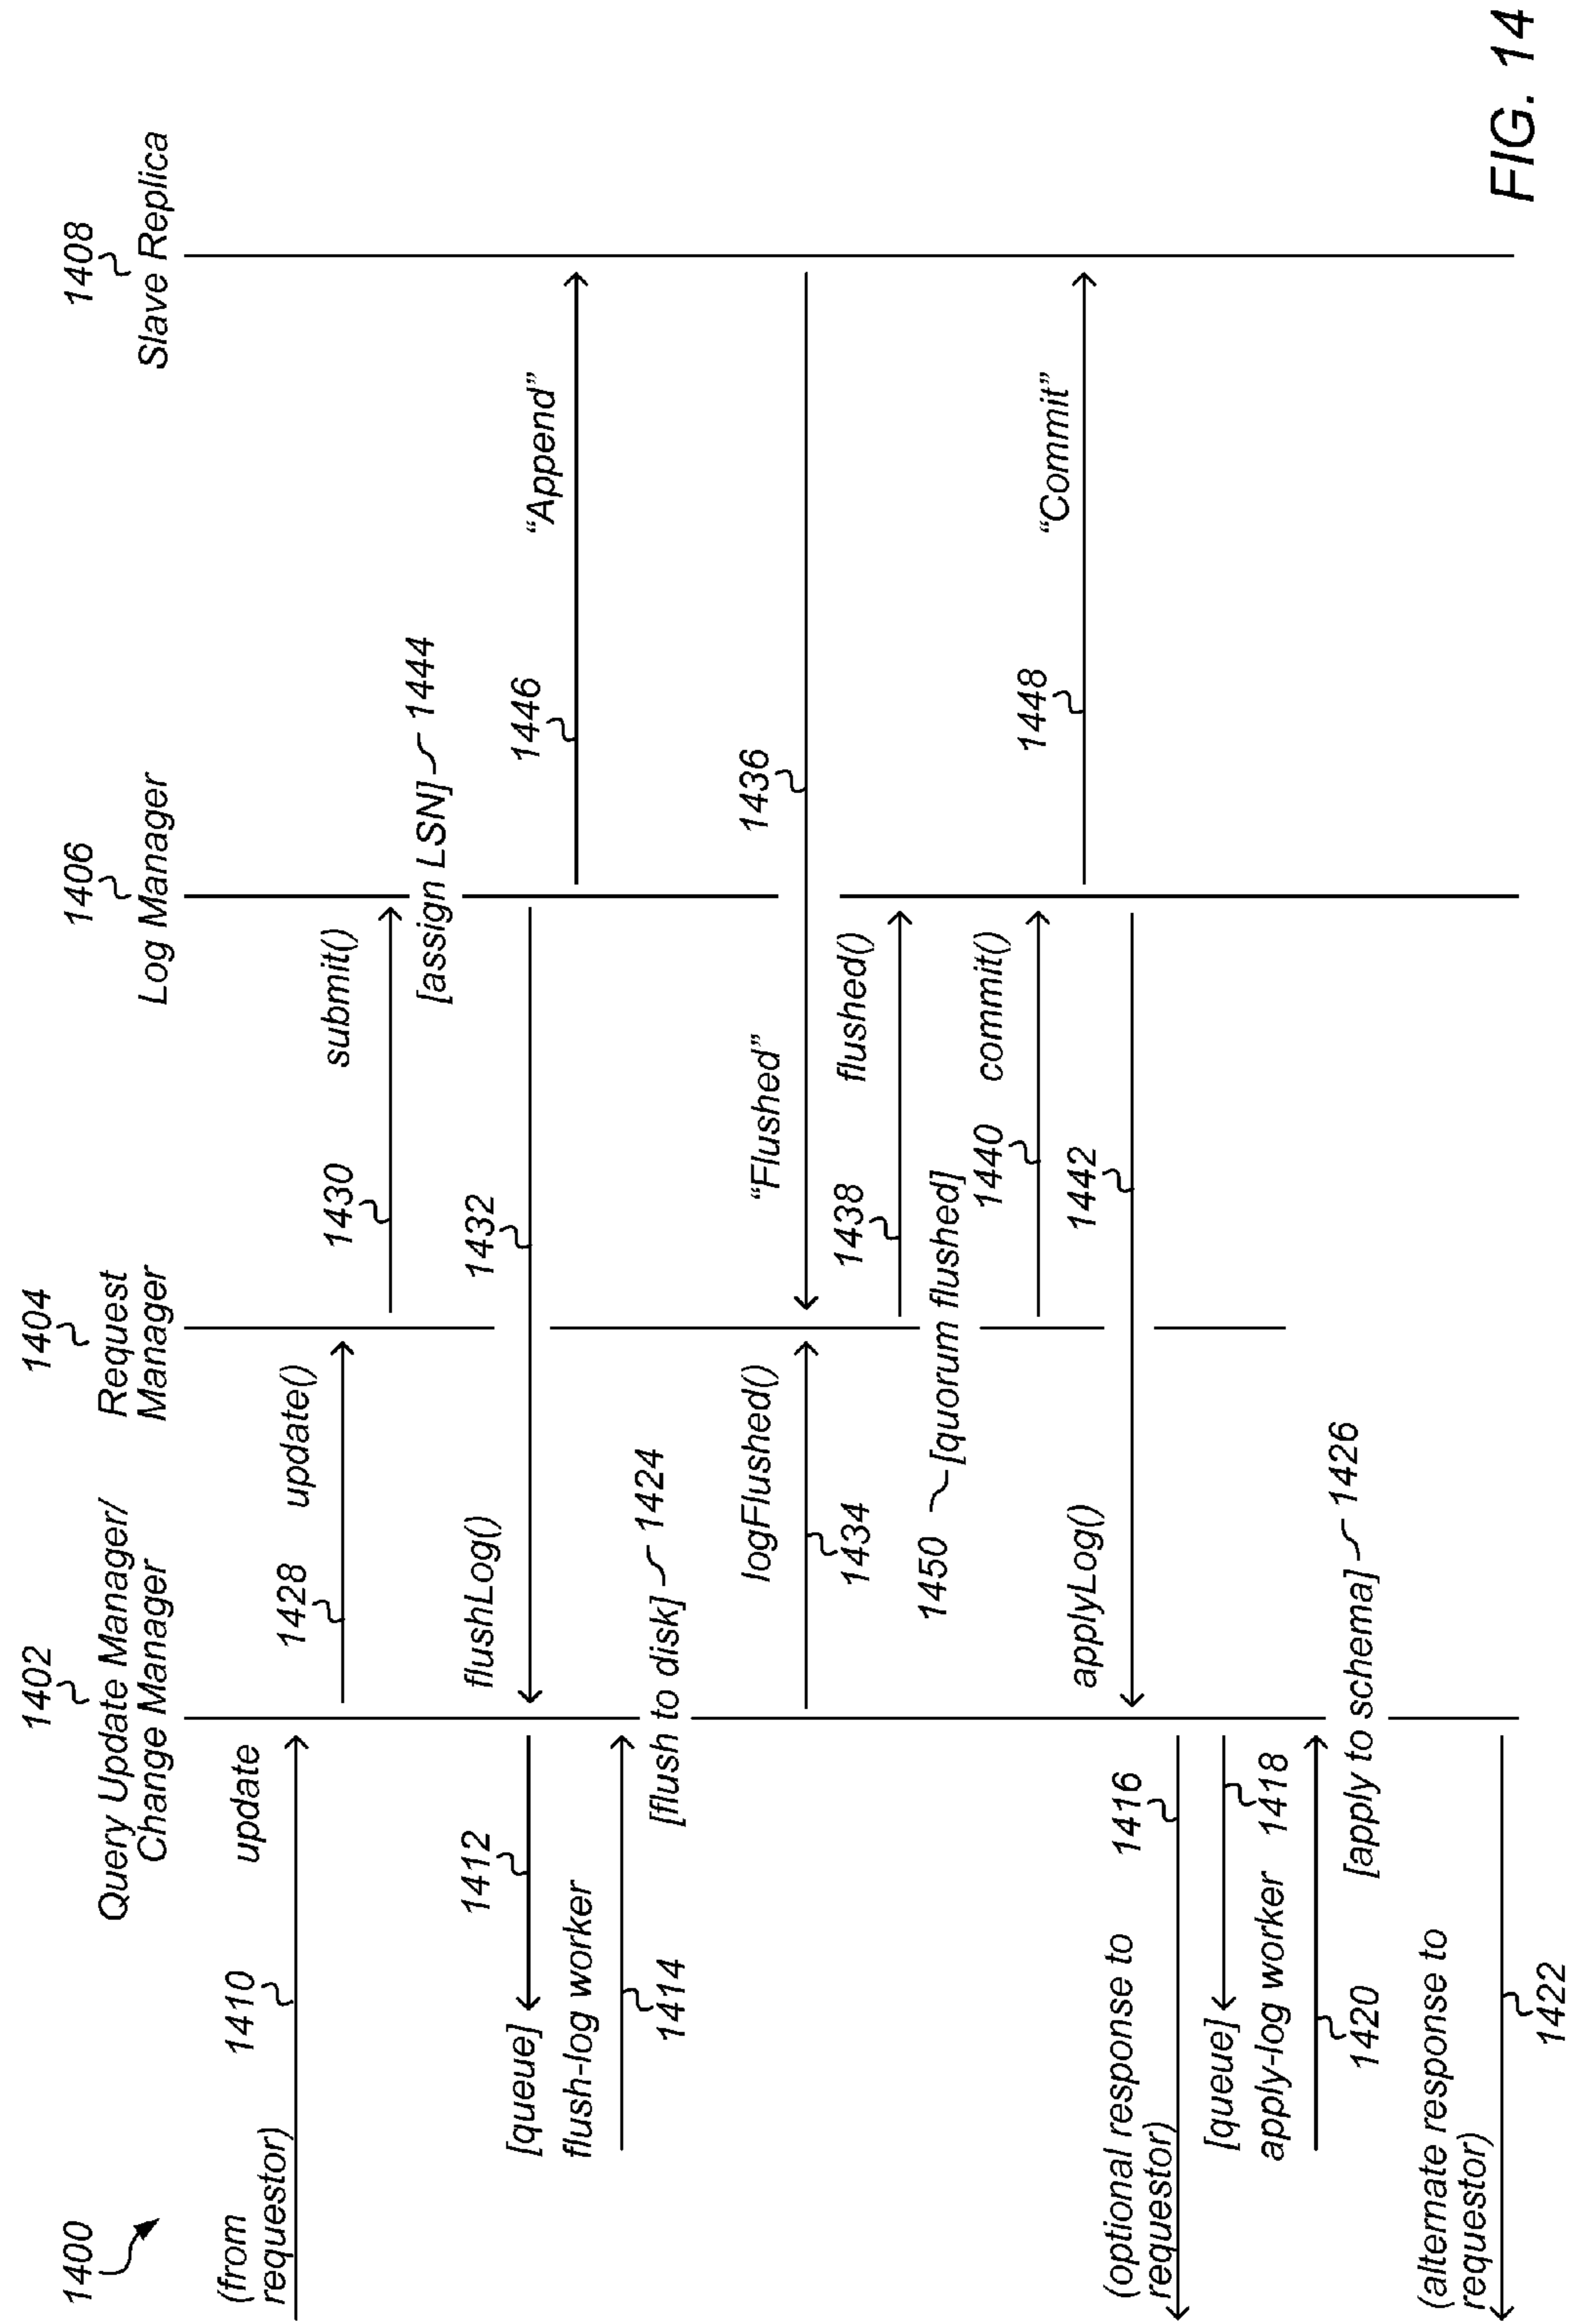 1400
1402
Query Update Manager/
Change Manager
1404
Request
Manager
1406
Log Manager
1408
Slave Replica
(from
requestor)
1410
update
1428
update()
1430
submit()
[assign LSN]
1444
1412
flushLog()
1432
[queue]
1446
"Append"
flush-log worker
1414
[flush to disk]
1424
logFlushed()
1434
"Flushed"
1436
1438
flushed()
1450
[quorum flushed]
1440
commit()
1448
"Commit"
applyLog()
1442
(optional response to
requestor)
1416
[queue]
1418
apply-log worker
1420
[apply to schema]
1426
(alternate response to
requestor)
1422
FIG. 14